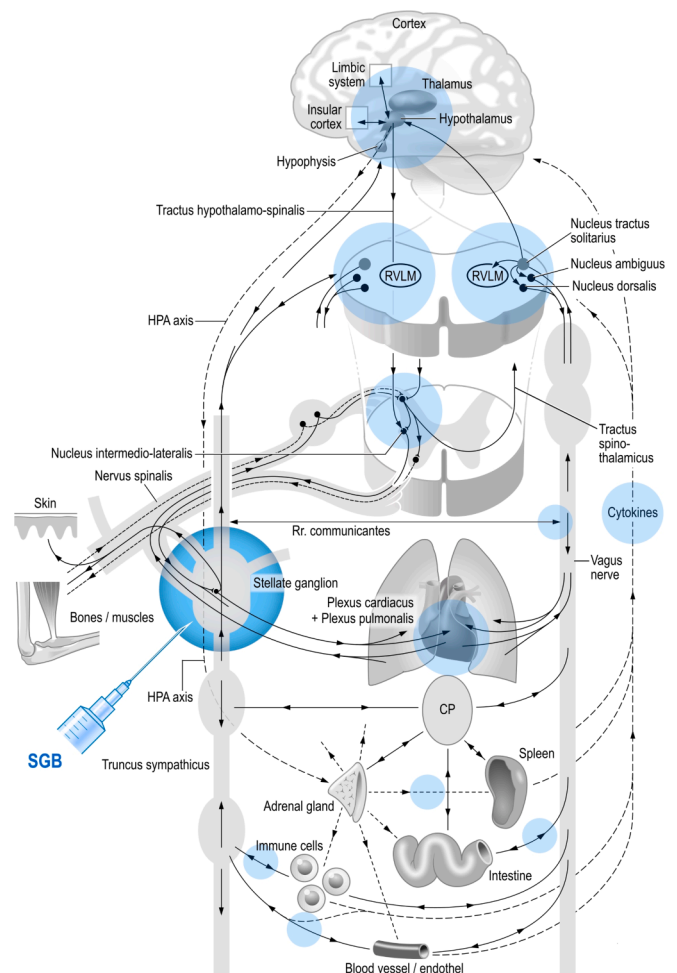 Cortex
Limbic
system
Thalamus
Insular
cortex
Hypothalamus
Hypophysis
Tractus hypothalamo-spinalis
Nucleus tractus
solitarius
RVLM
RVLM
Nucleus ambiguus
Nucleus dorsalis
HPA axis
Nucleus intermedio-lateralis
Tractus
spino-
thalamicus
Nervus spinalis
Skin
Rr. communicantes
Cytokines
Vagus
nerve
Stellate ganglion
Plexus cardiacus
+ Plexus pulmonalis
Bones / muscles
HPA axis
CP
SGB
Truncus sympathicus
Spleen
Adrenal gland
Immune cells
Intestine
Blood vessel / endothel